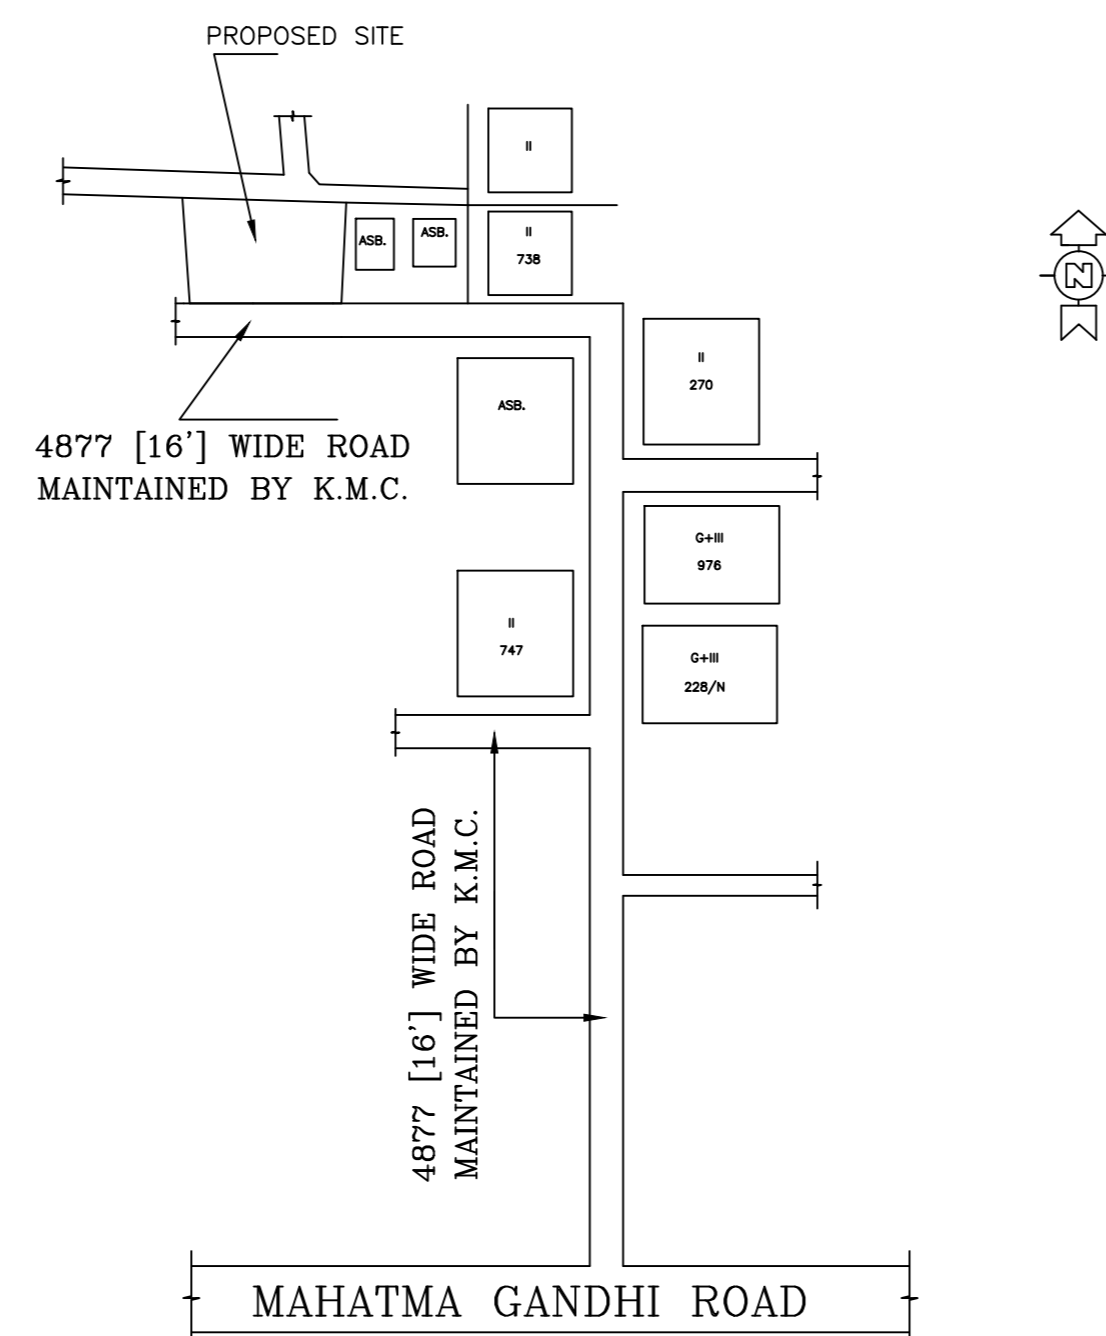 PROPOSED SITE
II
ASB.
ASB.
II
738
N
II
270
ASB.
4877 [16'] WIDE ROAD
MAINTAINED BY K.M.C.
G+III
976
II
747
G+III
228/N
4877 [16'] WIDE ROAD
MAINTAINED BY K.M.C.
MAHATMA GANDHI ROAD